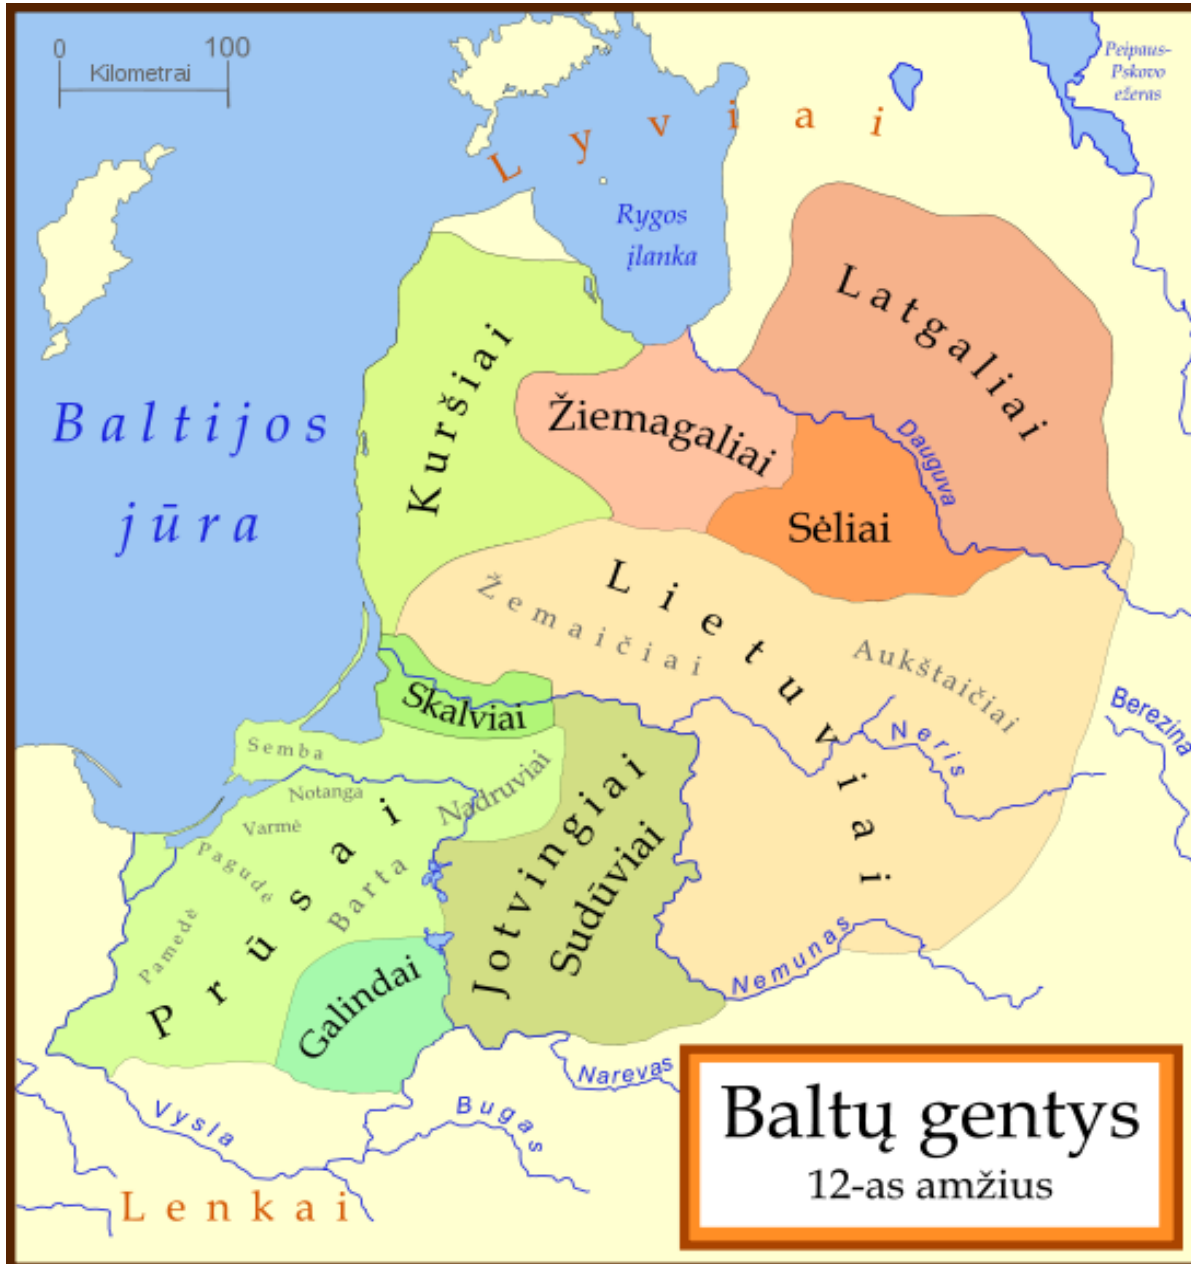 0 100
Kilometrai
Peipaus-
Pskovo
ežeras
Lyviai
Rygos
įlanka
Latgaliai
Kuršiai
Baltijos
jūra
Žiemagaliai
Dauguva
Sėliai
Lietuviai
Žemaičiai
Aukštaičiai
Skalviai
Neris
Berezina
Semba
Notanga
Nadruviai
Varmė
Pagudė
Barta
Pamedė
Prūsai
Jotvingiai
Sudūviai
Galindai
Nemunas
Narevas
Bugas
Vysla
Lenkai
Baltų gentys
12-as amžius